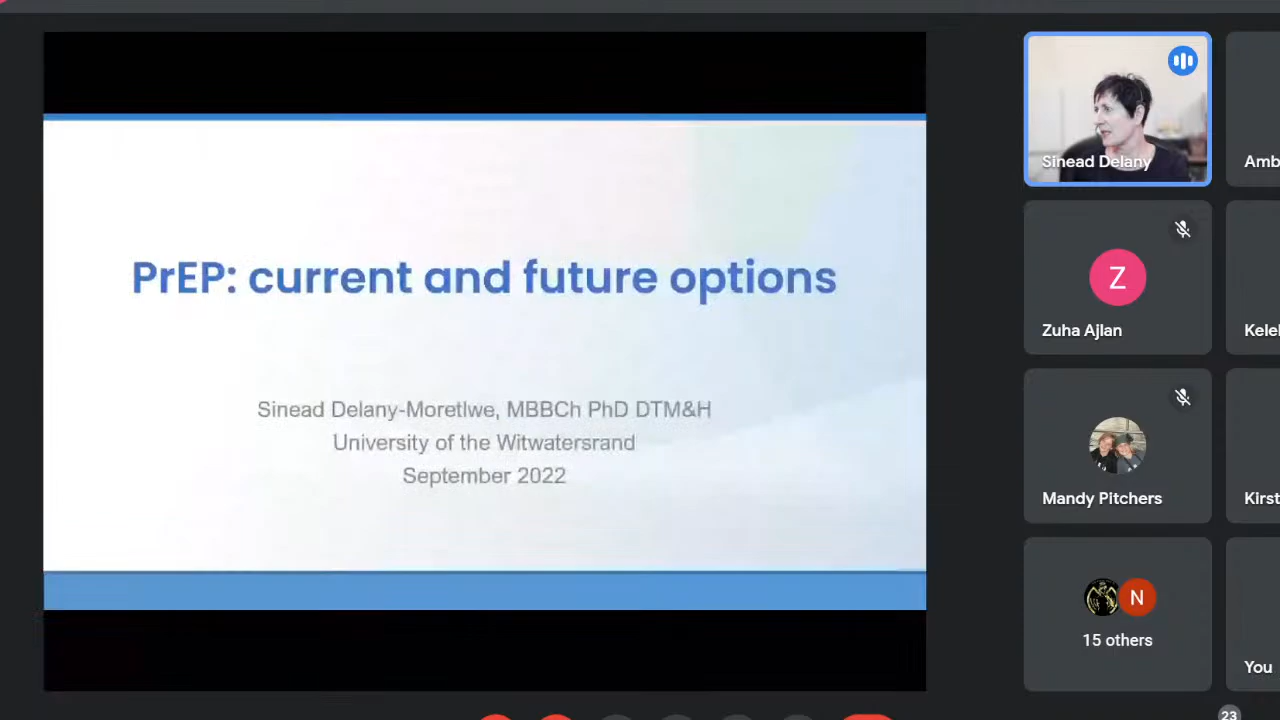 PrEP: current and future options
Sinead Delany-Moretlwe, MBBCh PhD DTM&H
University of the Witwatersrand
September 2022
Sinead Delany
Amb
Z
Zuha Ajlan
Kelel
Mandy Pitchers
Kirst
N
15 others
You
23